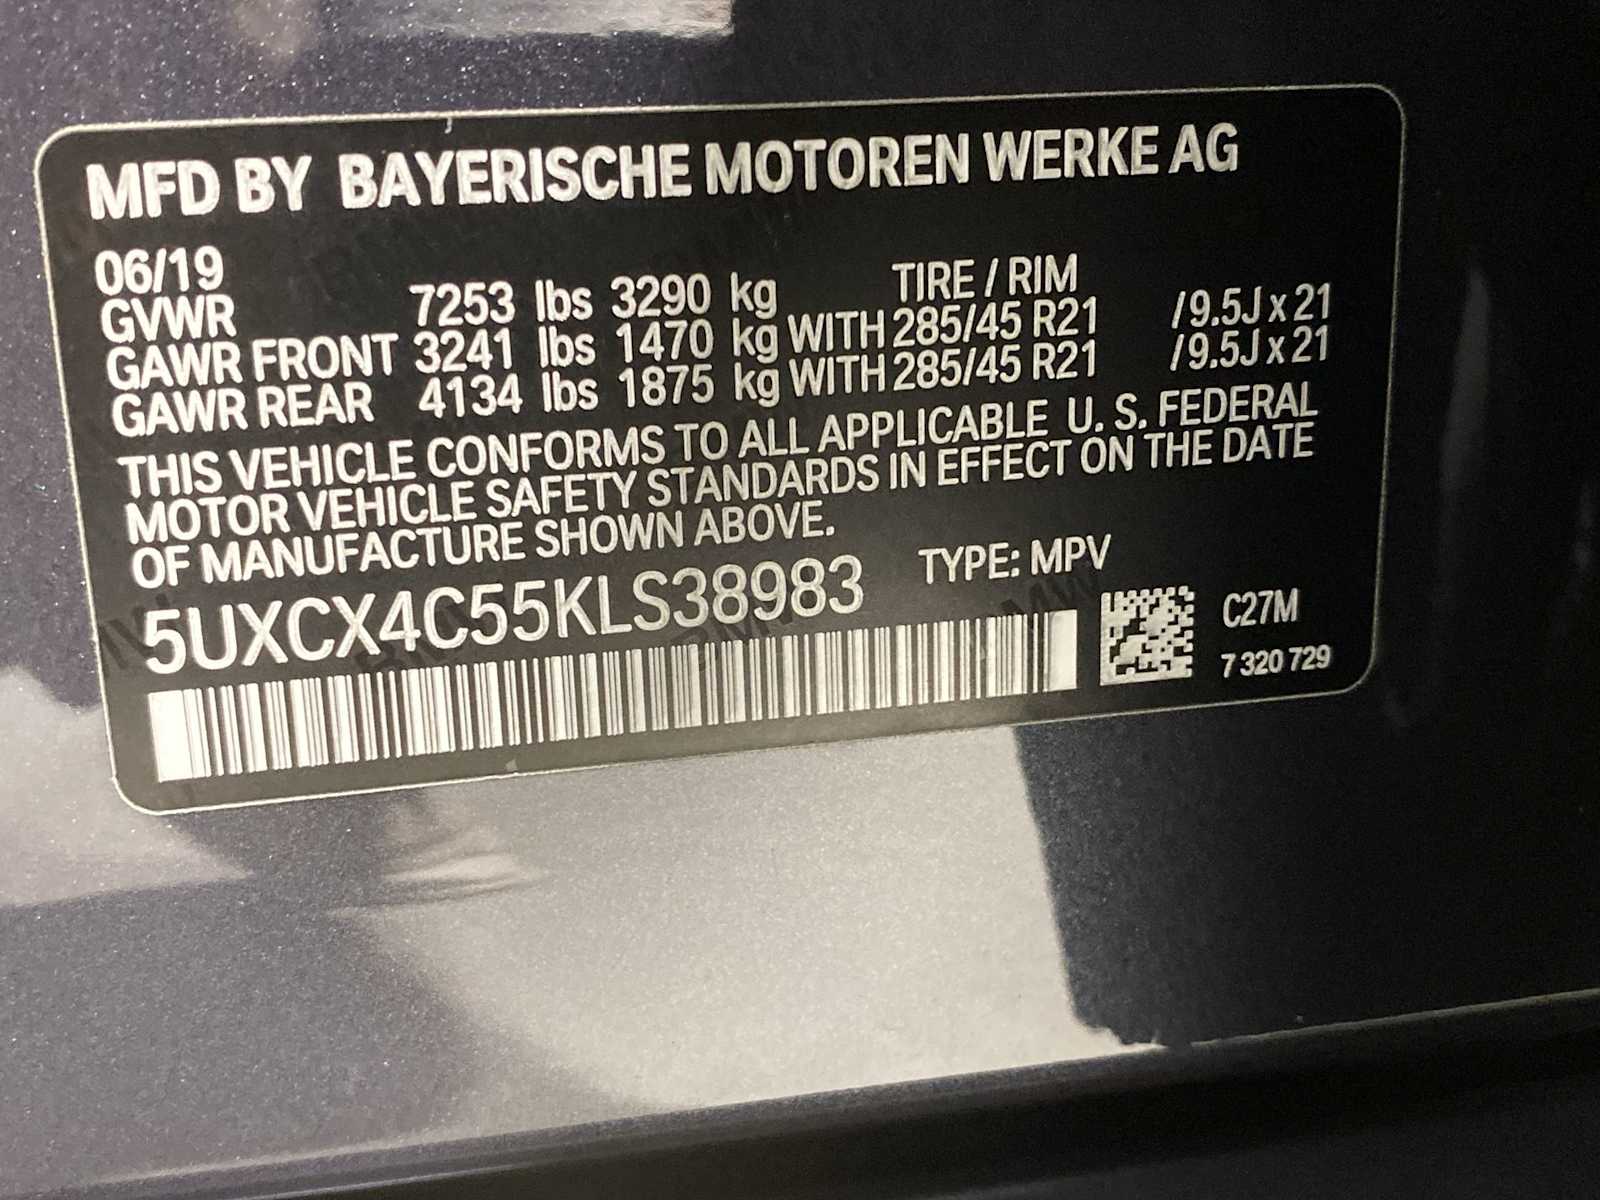 MFD BY BAYERISCHE MOTOREN WERKE AG
06/19 TIRE / RIM
GVWR 7253 lbs 3290 kg
GAWR FRONT 3241 lbs 1470 kg WITH 285/45 R21 /9.5J x 21
GAWR REAR 4134 lbs 1875 kg WITH 285/45 R21 /9.5J x 21
THIS VEHICLE CONFORMS TO ALL APPLICABLE U. S. FEDERAL
MOTOR VEHICLE SAFETY STANDARDS IN EFFECT ON THE DATE
OF MANUFACTURE SHOWN ABOVE.
5UXCX4C55KLS38983 TYPE: MPV
C27M
7 320 729